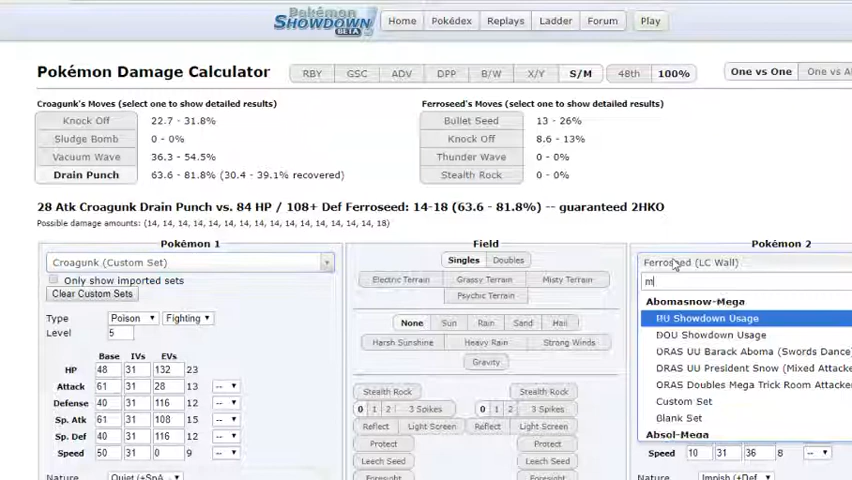 Pokémon
SHOWDOWN
BETA
Home Pokédex Replays Ladder Forum Play
Pokémon Damage Calculator RBY GSC ADV DPP B/W X/Y S/M 48th 100% One vs One One vs Al
Croagunk's Moves (select one to show detailed results) Ferroseed's Moves (select one to show detailed results)
Knock Off 22.7 - 31.8% Bullet Seed 13 - 26%
Sludge Bomb 0 - 0% Knock Off 8.6 - 13%
Vacuum Wave 36.3 - 54.5% Thunder Wave 0 - 0%
Drain Punch 63.6 - 81.8% (30.4 - 39.1% recovered) Stealth Rock 0 - 0%
28 Atk Croagunk Drain Punch vs. 84 HP / 108+ Def Ferroseed: 14-18 (63.6 - 81.8%) -- guaranteed 2HKO
Possible damage amounts: (14, 14, 14, 14, 14, 14, 14, 14, 14, 14, 14, 14, 14, 14, 14, 18)
Pokémon 1 Field Pokémon 2
Croagunk (Custom Set) Singles Doubles Ferroseed (LC Wall)
Only show imported sets Electric Terrain Grassy Terrain Misty Terrain m
Clear Custom Sets Psychic Terrain Abomasnow-Mega
Type Poison Fighting None Sun Rain Sand Hail RU Showdown Usage
Level 5 Harsh Sunshine Heavy Rain Strong Winds DOU Showdown Usage
Base IVs EVs Gravity ORAS UU Barack Aboma (Swords Dance)
HP 48 31 132 23 ORAS UU President Snow (Mixed Attacke
Attack 61 31 28 13 -- Stealth Rock Stealth Rock ORAS Doubles Mega Trick Room Attacke
Defense 40 31 116 12 -- 0 1 2 3 Spikes 0 1 2 3 Spikes Custom Set
Sp. Atk 61 31 108 15 -- Reflect Light Screen Reflect Light Screen Blank Set
Sp. Def 40 31 116 12 -- Protect Protect Absol-Mega
Speed 50 31 0 9 -- Leech Seed Leech Seed Speed 10 31 36 8 --
Nature Quiet (+SpA Foresight Foresight Nature Impish (+Def